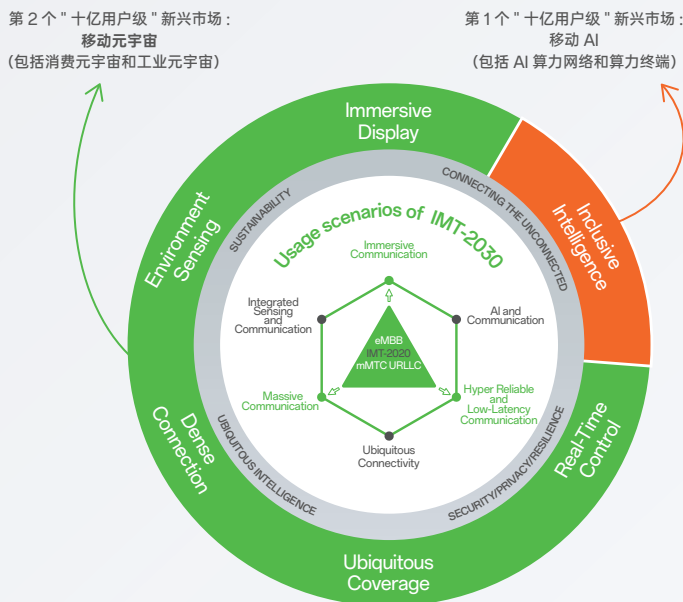 第 2 个 " 十亿用户级 " 新兴市场 :
移动元宇宙
（包括消费元宇宙和工业元宇宙）
第 1 个 " 十亿用户级 " 新兴市场 :
移动 AI
（包括 AI 算力网络和算力终端）
Immersive
Display
Inclusive
Intelligence
Environment
Sensing
SUSTAINABILITY
CONNECTING THE UNCONNECTED
Usage scenarios of IMT-2030
Immersive
Communication
Integrated
Sensing
and
Communication
AI and
Communication
eMBB
IMT-2020
mMTC URLLC
Massive
Communication
Hyper Reliable
and
Low-Latency
Communication
Ubiquitous
Connectivity
UBIQUITOUS INTELLIGENCE
SECURITY/PRIVACY/RESILIENCE
Dense
Connection
Real-Time
Control
Ubiquitous
Coverage